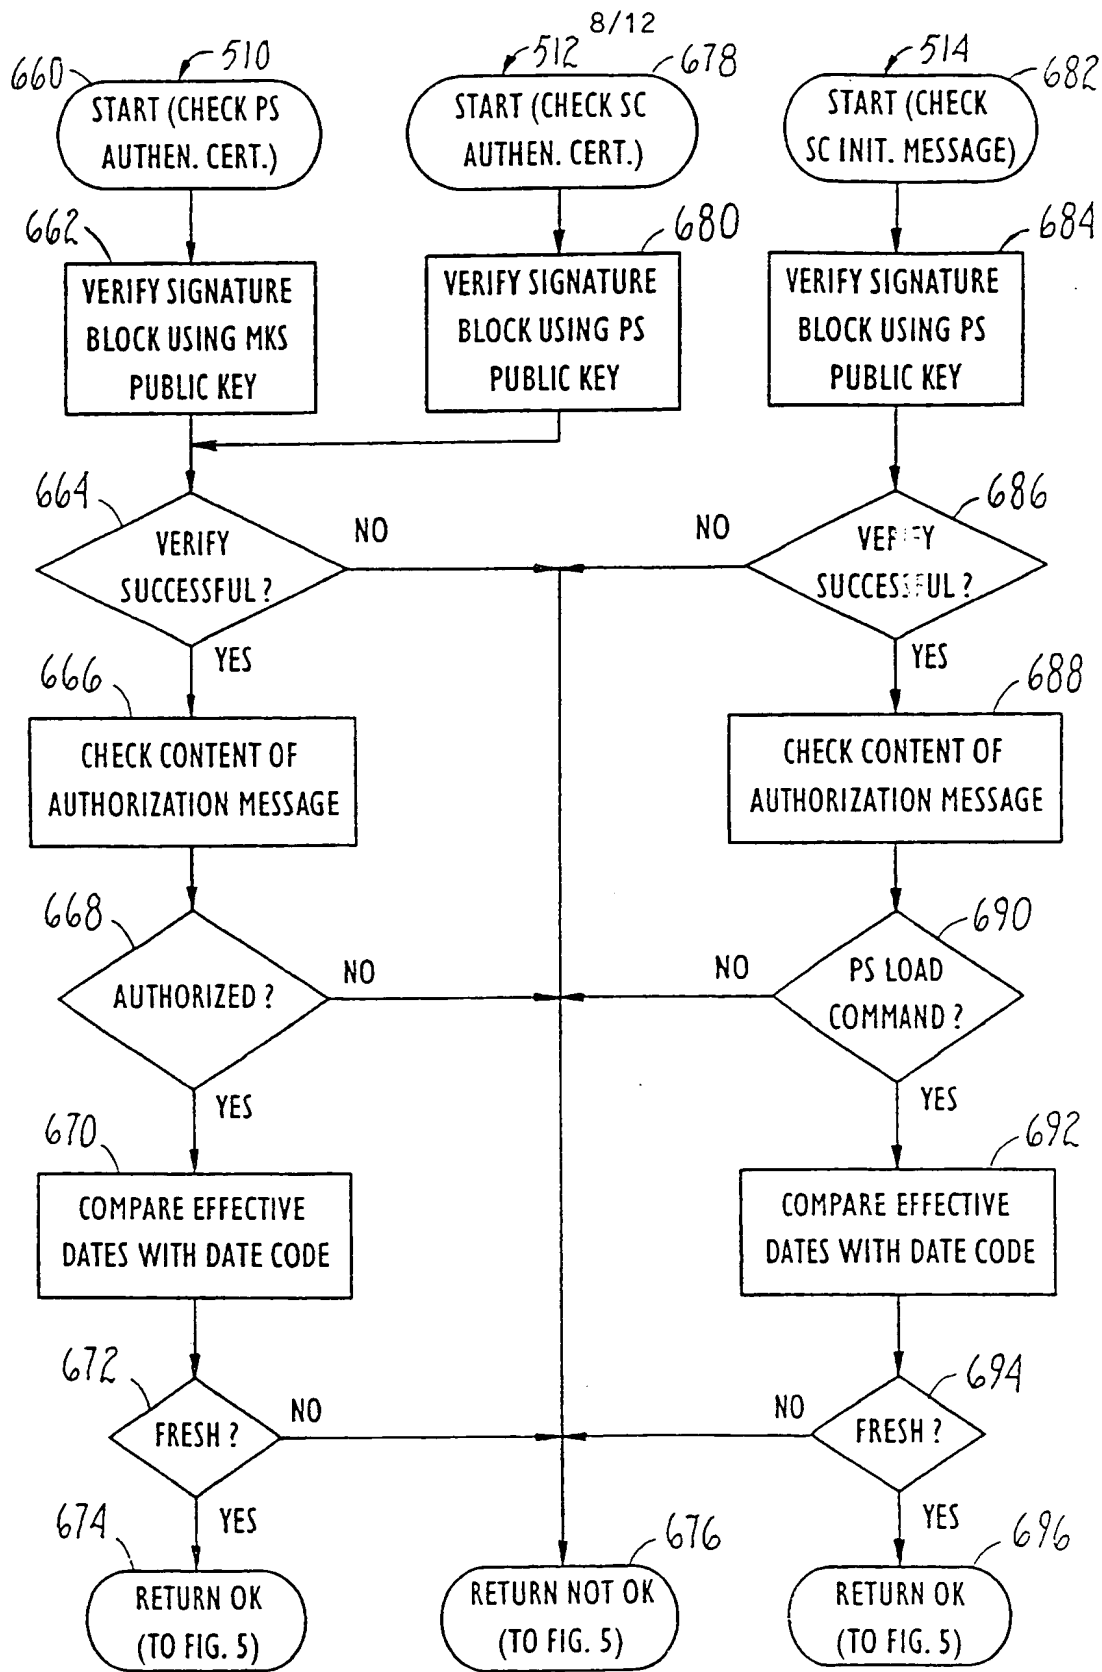 8/12
660
510
512
678
514
682
START (CHECK PS
AUTHEN. CERT.)
START (CHECK SC
AUTHEN. CERT.)
START (CHECK
SC INIT. MESSAGE)
662
680
684
VERIFY SIGNATURE
BLOCK USING MKS
PUBLIC KEY
VERIFY SIGNATURE
BLOCK USING PS
PUBLIC KEY
VERIFY SIGNATURE
BLOCK USING PS
PUBLIC KEY
664
686
VERIFY
SUCCESSFUL ?
NO
NO
VERIFY
SUCCESSFUL ?
YES
YES
666
688
CHECK CONTENT OF
AUTHORIZATION MESSAGE
CHECK CONTENT OF
AUTHORIZATION MESSAGE
668
690
AUTHORIZED ?
NO
NO
PS LOAD
COMMAND ?
YES
YES
670
692
COMPARE EFFECTIVE
DATES WITH DATE CODE
COMPARE EFFECTIVE
DATES WITH DATE CODE
672
694
FRESH ?
NO
NO
FRESH ?
YES
YES
674
676
696
RETURN OK
(TO FIG. 5)
RETURN NOT OK
(TO FIG. 5)
RETURN OK
(TO FIG. 5)